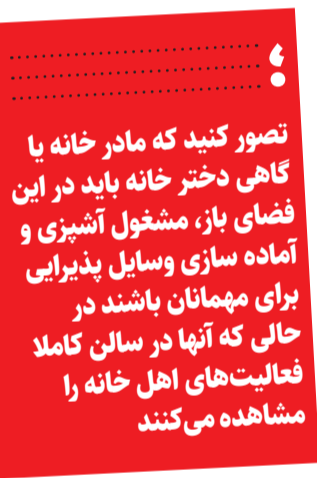 تصور کنید که مادر خانه یا
گاهی دختر خانه باید در این
فضای باز، مشغول آشپزی و
آماده سازی وسایل پذیرایی
برای مهمانان باشند در
حالی که آنها در سالن کاملا
فعالیت‌های اهل خانه را
مشاهده می‌کنند